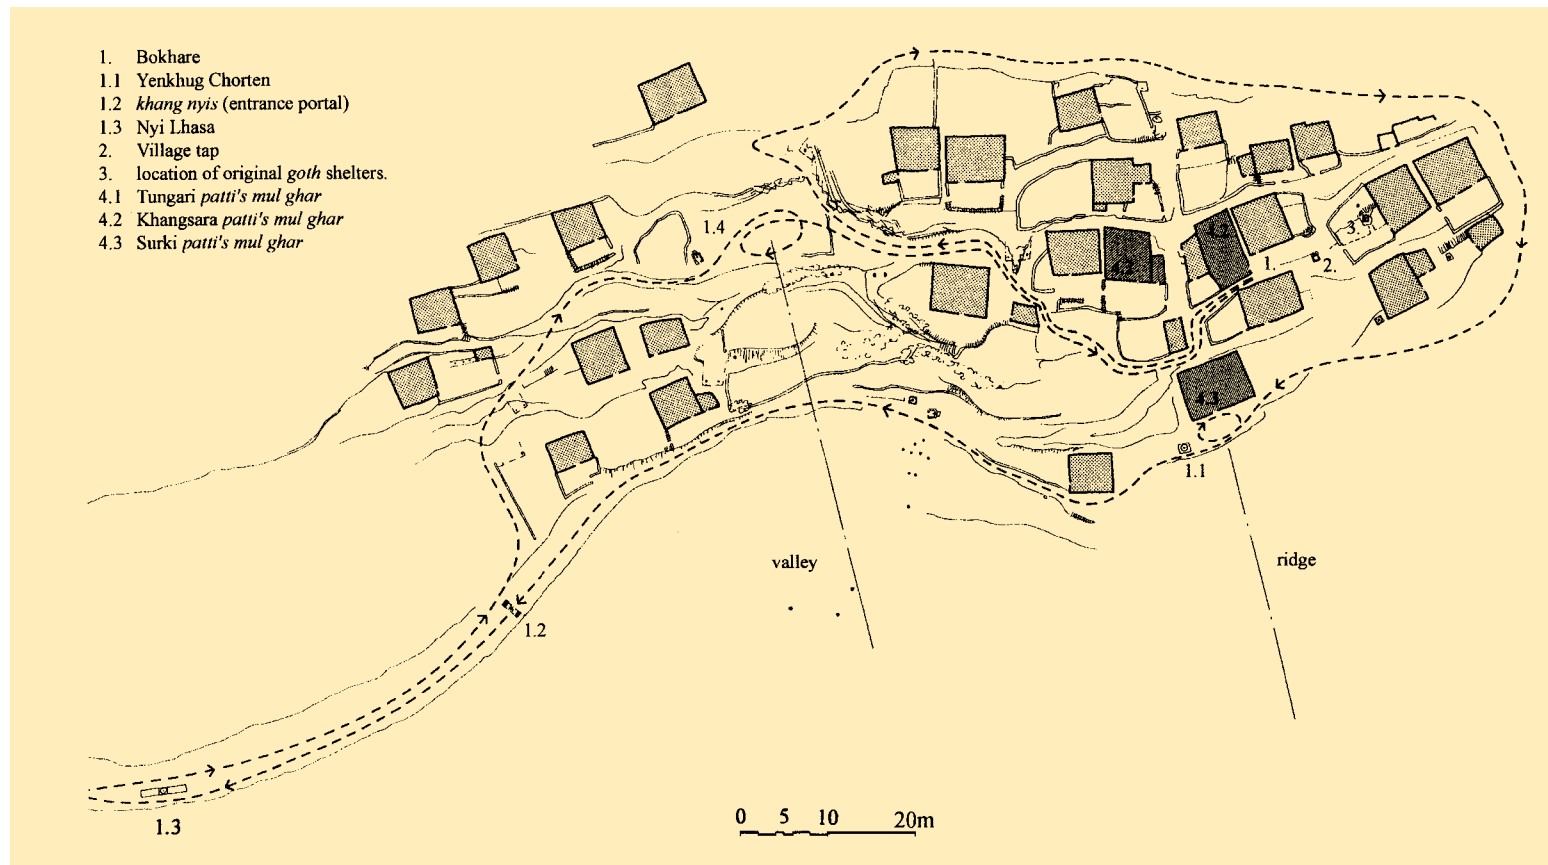 1. Bokhare
1.1 Yenkhug Chorten
1.2 khang nyis (entrance portal)
1.3 Nyi Lhasa
2. Village tap
3. location of original goth shelters.
4.1 Tungari patti's mul ghar
4.2 Khangsara patti's mul ghar
4.3 Surki patti's mul ghar
1.4
4.2
3.
4.1
1.
2.
4.3
1.1
valley
ridge
1.2
1.3
0 5 10 20m